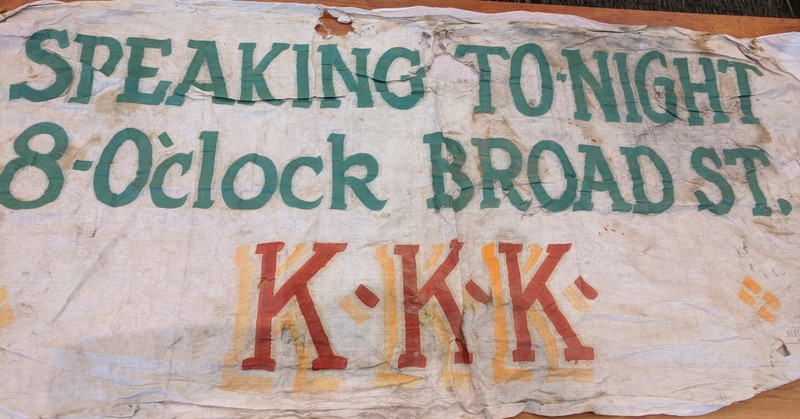 SPEAKING TO-NIGHT
8-O'clock BROAD ST.
K·K·K·